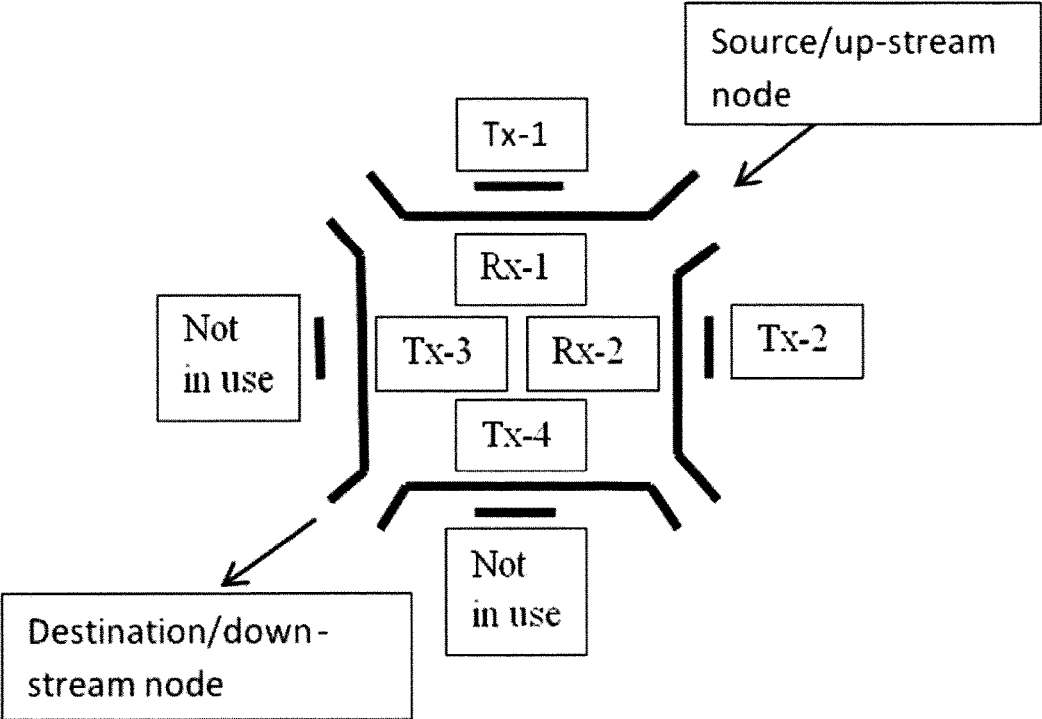 Source/up-stream
node
Tx-1
Rx-1
Not
in use
Tx-3
Rx-2
Tx-2
Tx-4
Not
in use
Destination/down-
stream node